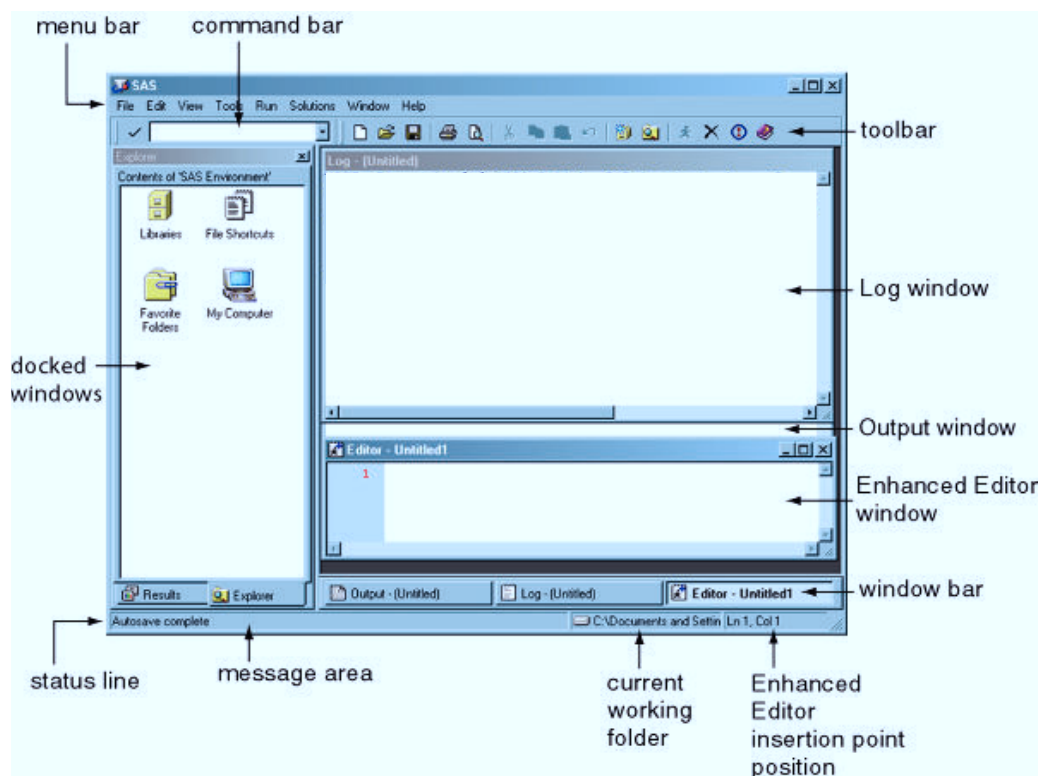 menu bar
command bar
SAS
File Edit View Tools Run Solutions Window Help
toolbar
Explorer
Contents of 'SAS Environment'
Libraries
File Shortcuts
Favorite
Folders
My Computer
docked
windows
Log - (Untitled)
Log window
Output window
Editor - Untitled1
1
Enhanced Editor
window
Results
Explorer
Output - (Untitled)
Log - (Untitled)
Editor - Untitled1
window bar
Autosave complete
C:\Documents and Settin
Ln 1, Col 1
status line
message area
current
working
folder
Enhanced
Editor
insertion point
position